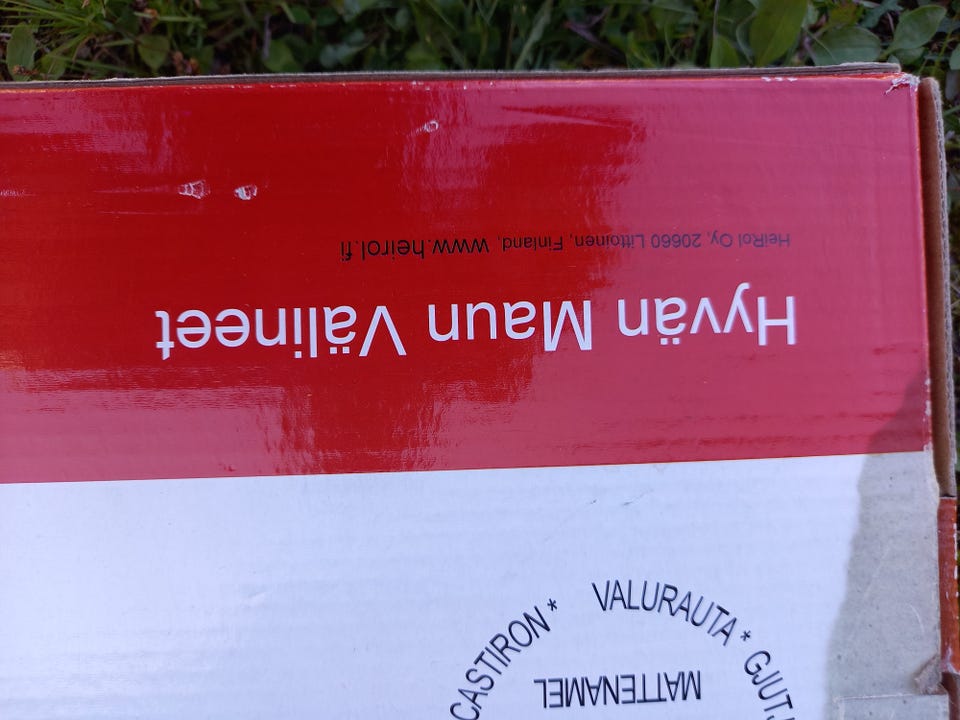 MATTENAMEL
CASTIRON * VALURAUTA *
Hyvän Maun Välineet
HeiRol Oy, 20660 Littoinen, Finland, www.heirol.fi